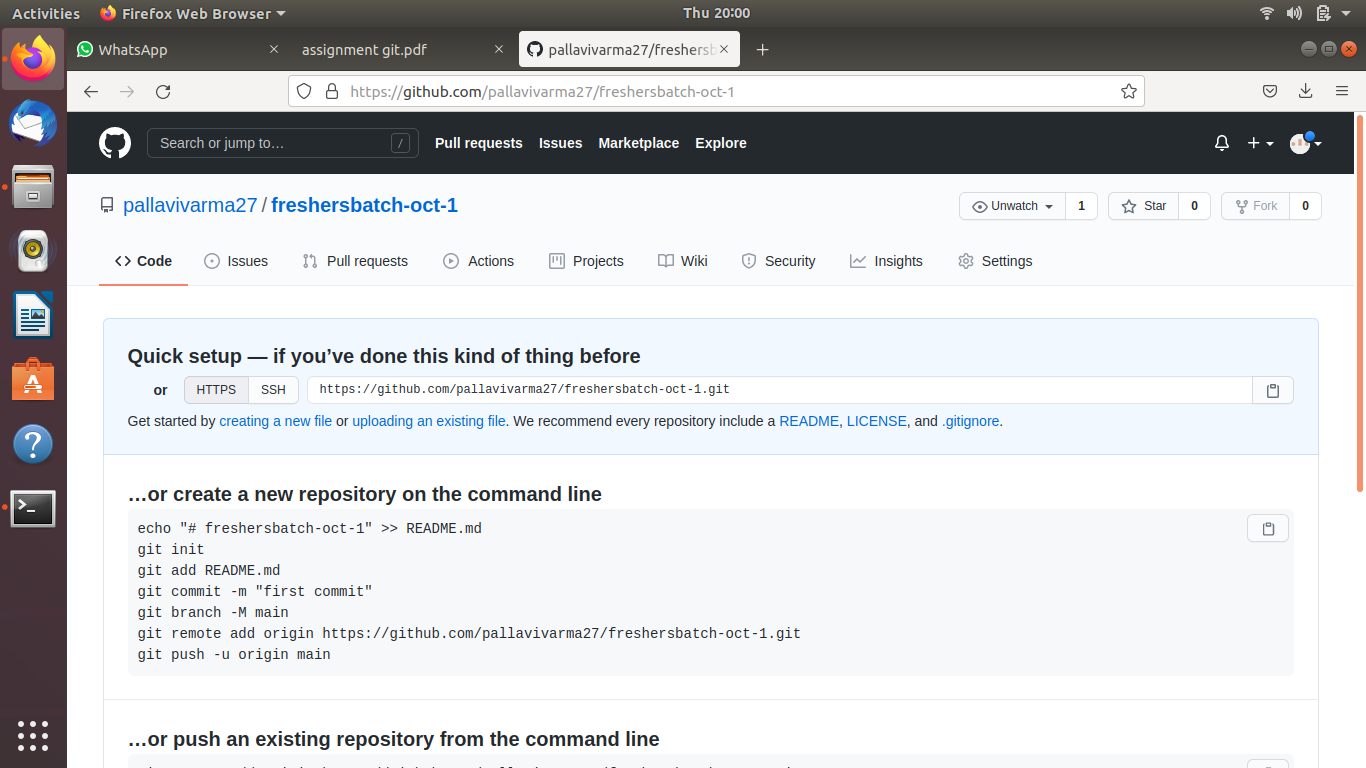 Activities Firefox Web Browser Thu 20:00
WhatsApp assignment git.pdf pallavivarma27/freshersb
https://github.com/pallavivarma27/freshersbatch-oct-1
Search or jump to… / Pull requests Issues Marketplace Explore
pallavivarma27 / freshersbatch-oct-1 Unwatch 1 Star 0 Fork 0
Code Issues Pull requests Actions Projects Wiki Security Insights Settings
Quick setup — if you’ve done this kind of thing before
or HTTPS SSH https://github.com/pallavivarma27/freshersbatch-oct-1.git
Get started by creating a new file or uploading an existing file. We recommend every repository include a README, LICENSE, and .gitignore.
…or create a new repository on the command line
echo "# freshersbatch-oct-1" >> README.md
git init
git add README.md
git commit -m "first commit"
git branch -M main
git remote add origin https://github.com/pallavivarma27/freshersbatch-oct-1.git
git push -u origin main
…or push an existing repository from the command line